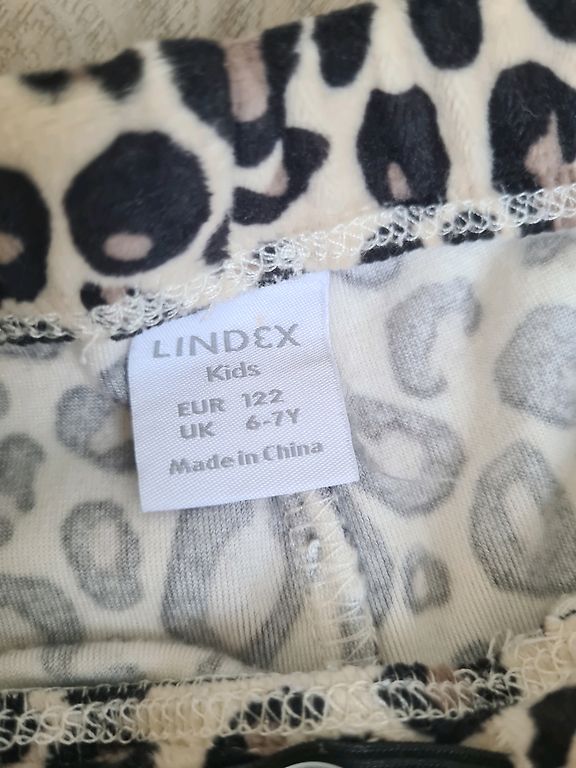 LINDEX
Kids
EUR 122
UK 6-7Y
Made in China